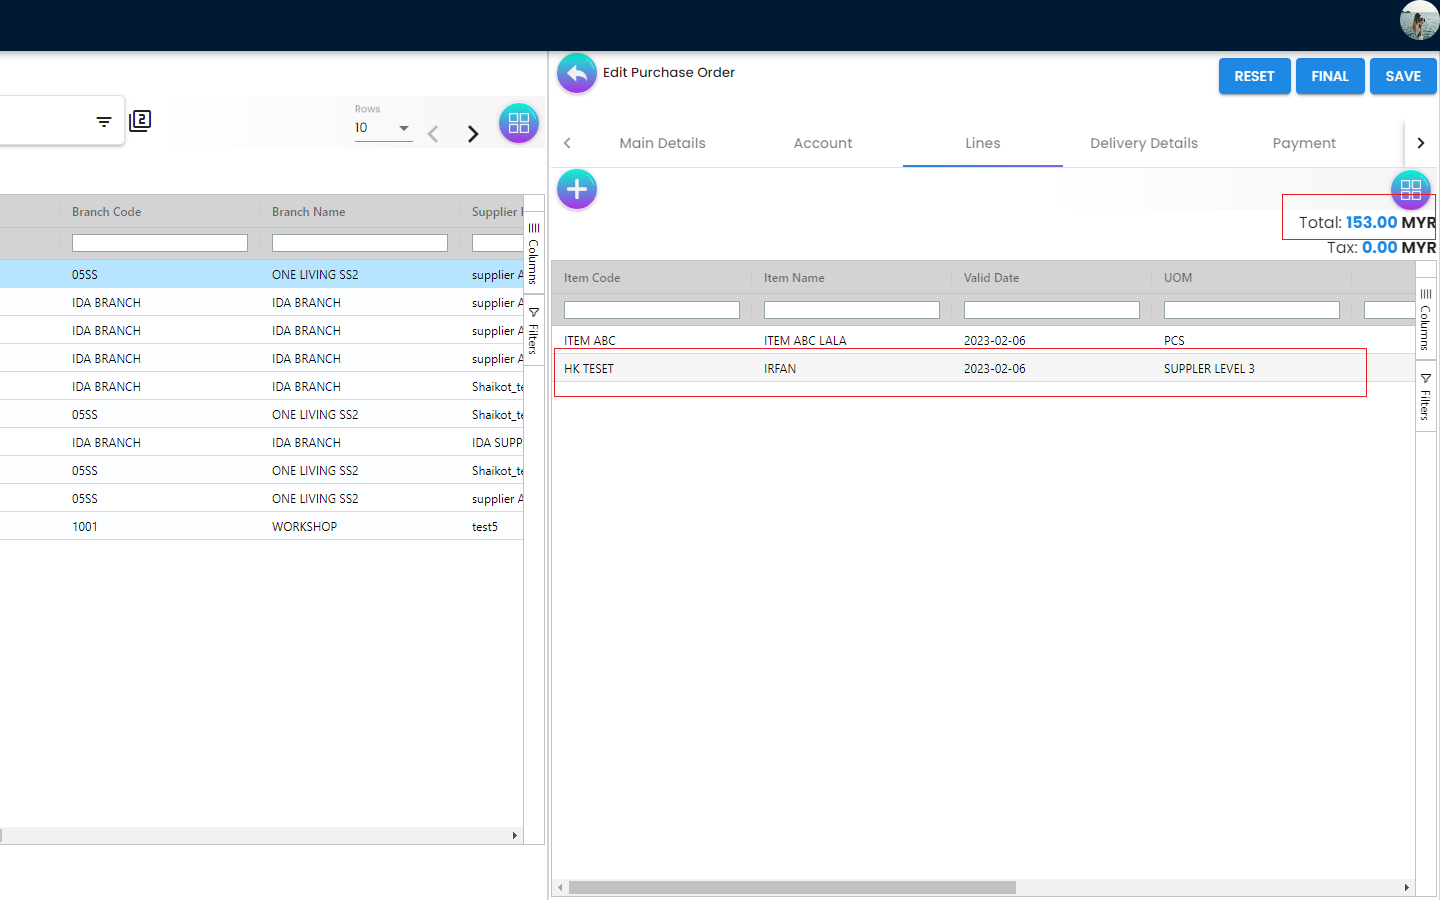 Edit Purchase Order
RESET
FINAL
SAVE
Rows
10
2
Main Details
Account
Lines
Delivery Details
Payment
Total: 153.00 MYR
Tax: 0.00 MYR
Branch Code
Branch Name
Supplier
05SS
ONE LIVING SS2
supplier A
IDA BRANCH
IDA BRANCH
supplier A
IDA BRANCH
IDA BRANCH
supplier A
IDA BRANCH
IDA BRANCH
supplier A
IDA BRANCH
IDA BRANCH
Shaikot_te
05SS
ONE LIVING SS2
Shaikot_te
IDA BRANCH
IDA BRANCH
IDA SUPP
05SS
ONE LIVING SS2
Shaikot_te
05SS
ONE LIVING SS2
supplier A
1001
WORKSHOP
test5
Columns
Filters
Item Code
Item Name
Valid Date
UOM
ITEM ABC
ITEM ABC LALA
2023-02-06
PCS
HK TESET
IRFAN
2023-02-06
SUPPLER LEVEL 3
Columns
Filters